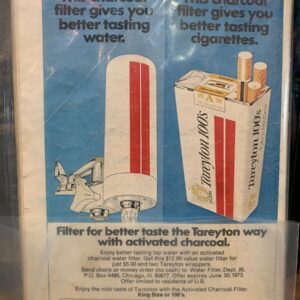 This charcoal
filter gives you
better tasting
water.
This charcoal
filter gives you
better tasting
cigarettes.
Tareyton 100's
Tareyton 100's
Filter for better taste the Tareyton way
with activated charcoal.
Enjoy better tasting tap water with an activated
charcoal water filter. Get this $12.99 value water filter for
just $5.00 and two Tareyton wrappers.
Send check or money order (no cash) to: Water Filter, Dept. 20,
P.O. Box 4486, Chicago, Il. 60677. Offer expires June 30, 1973.
Offer limited to residents of U.S.
Enjoy the mild taste of Tareyton with the Activated Charcoal Filter.
King Size or 100's.